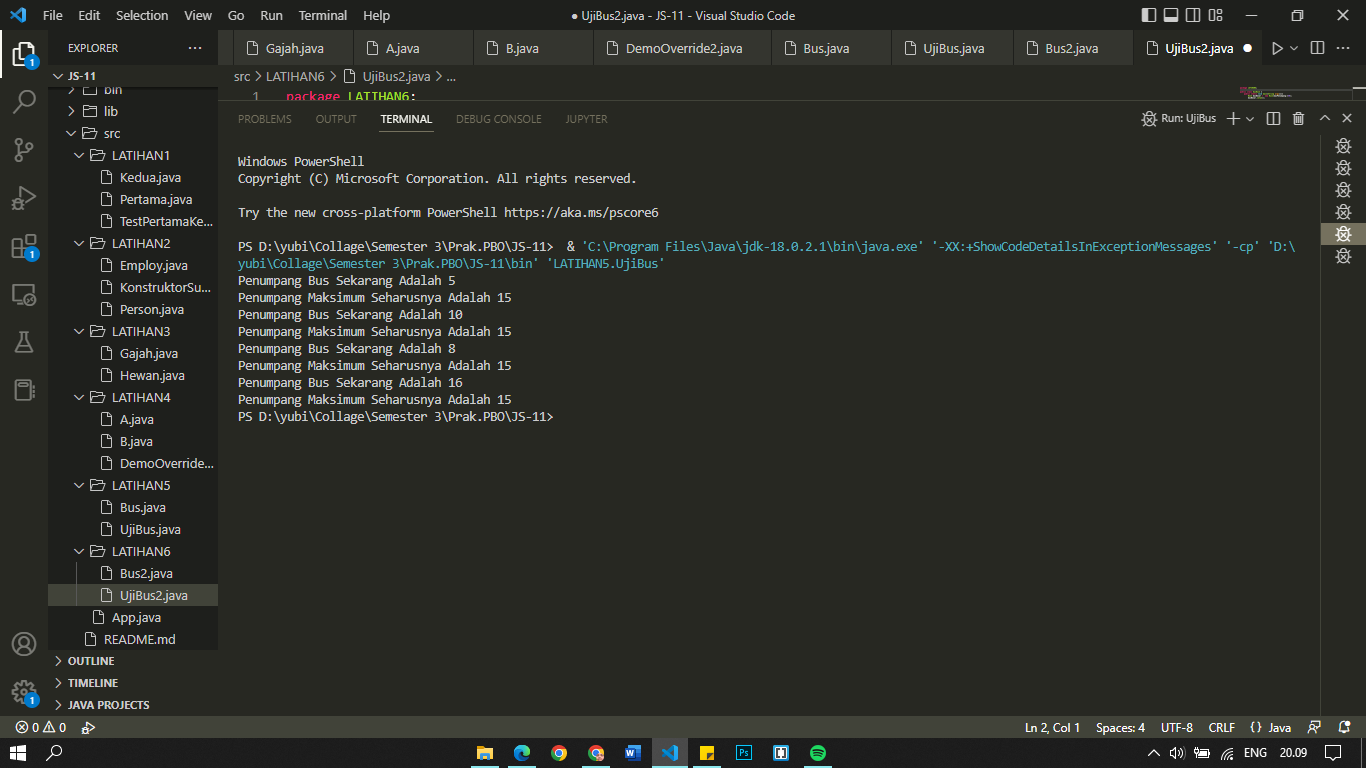 File Edit Selection View Go Run Terminal Help
● UjiBus2.java - JS-11 - Visual Studio Code
EXPLORER
Gajah.java A.java B.java DemoOverride2.java Bus.java UjiBus.java Bus2.java UjiBus2.java
JS-11
src > LATIHAN6 > UjiBus2.java > ...
1 package LATIHAN6;
bin
lib
src
LATIHAN1
Kedua.java
Pertama.java
TestPertamaKe...
LATIHAN2
Employ.java
KonstruktorSu...
Person.java
LATIHAN3
Gajah.java
Hewan.java
LATIHAN4
A.java
B.java
DemoOverride...
LATIHAN5
Bus.java
UjiBus.java
LATIHAN6
Bus2.java
UjiBus2.java
App.java
README.md
OUTLINE
TIMELINE
JAVA PROJECTS
PROBLEMS OUTPUT TERMINAL DEBUG CONSOLE JUPYTER
Run: UjiBus
Windows PowerShell
Copyright (C) Microsoft Corporation. All rights reserved.
Try the new cross-platform PowerShell https://aka.ms/pscore6
PS D:\yubi\Collage\Semester 3\Prak.PBO\JS-11> & 'C:\Program Files\Java\jdk-18.0.2.1\bin\java.exe' '-XX:+ShowCodeDetailsInExceptionMessages' '-cp' 'D:\
yubi\Collage\Semester 3\Prak.PBO\JS-11\bin' 'LATIHAN5.UjiBus'
Penumpang Bus Sekarang Adalah 5
Penumpang Maksimum Seharusnya Adalah 15
Penumpang Bus Sekarang Adalah 10
Penumpang Maksimum Seharusnya Adalah 15
Penumpang Bus Sekarang Adalah 8
Penumpang Maksimum Seharusnya Adalah 15
Penumpang Bus Sekarang Adalah 16
Penumpang Maksimum Seharusnya Adalah 15
PS D:\yubi\Collage\Semester 3\Prak.PBO\JS-11>
1
1
1
0 0
Ln 2, Col 1 Spaces: 4 UTF-8 CRLF {} Java
ENG 20.09